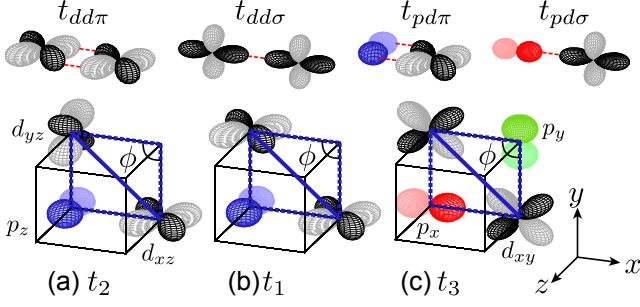 t_{ddπ} t_{ddσ} t_{pdπ} t_{pdσ}
d_{yz} ϕ ϕ ϕ p_y
p_z d_{xz} p_x d_{xy} y x z
(a) t_2 (b) t_1 (c) t_3